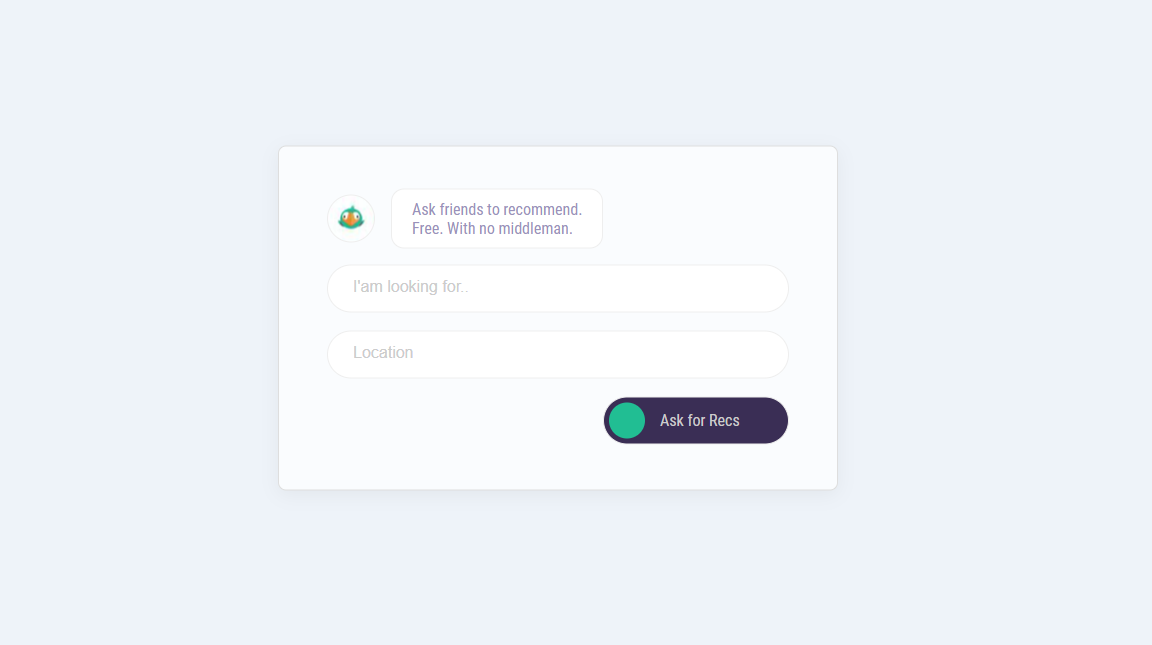 Ask friends to recommend.
Free. With no middleman.
I'am looking for..
Location
Ask for Recs